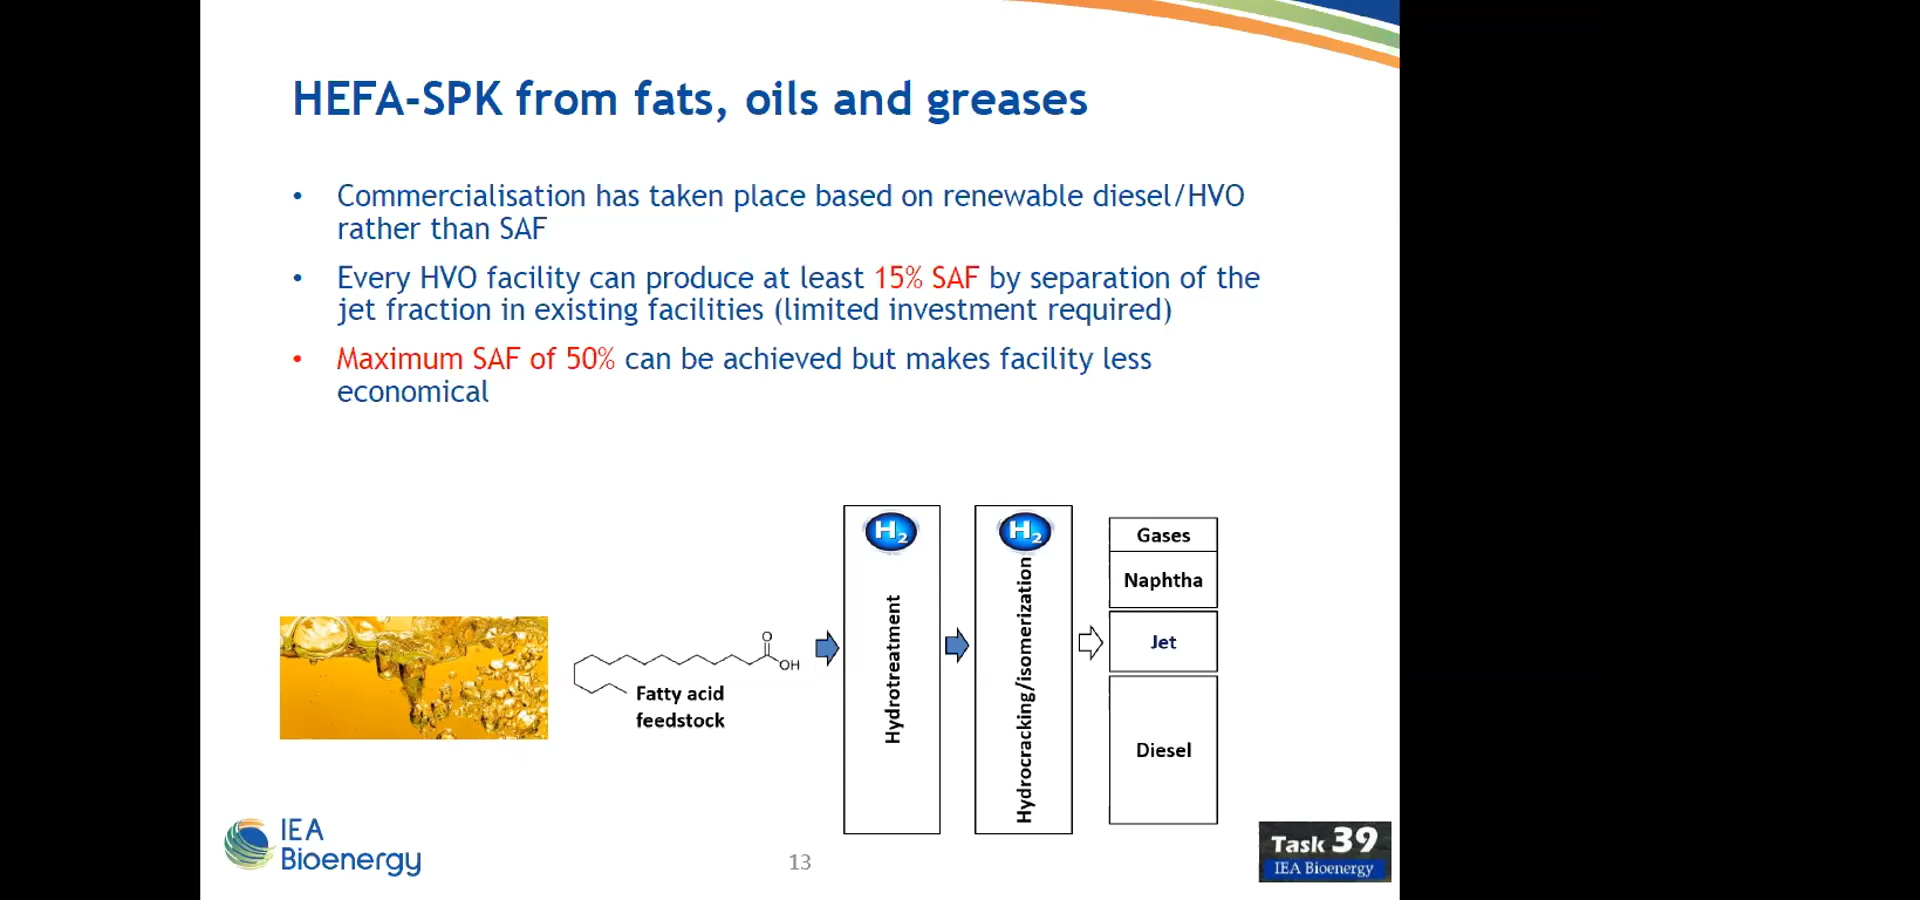 HEFA-SPK from fats, oils and greases
• Commercialisation has taken place based on renewable diesel/HVO
rather than SAF
• Every HVO facility can produce at least 15% SAF by separation of the
jet fraction in existing facilities (limited investment required)
• Maximum SAF of 50% can be achieved but makes facility less
economical
O
OH
Fatty acid
feedstock
H2
Hydrotreatment
H2
Hydrocracking/isomerization
Gases
Naphtha
Jet
Diesel
IEA
Bioenergy
13
Task 39
IEA Bioenergy